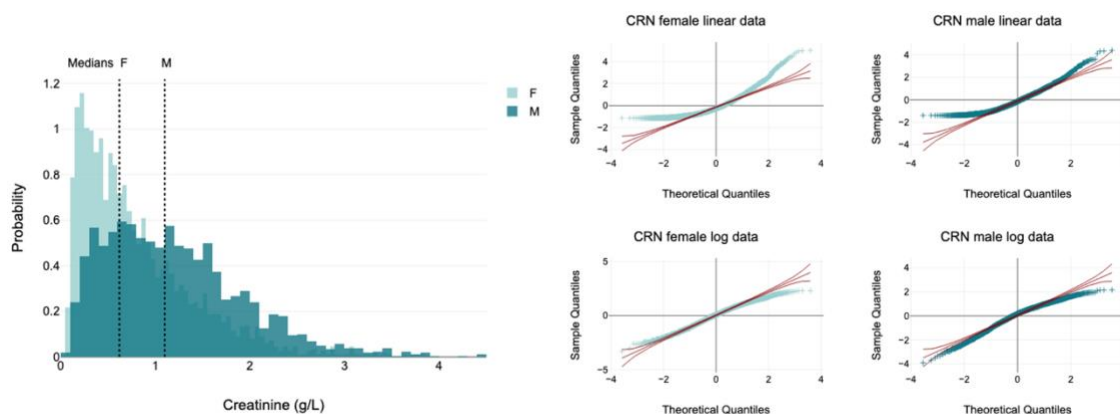 Medians F M
1.2
1
0.8
0.6
0.4
0.2
0
Probability
0 1 2 3 4
Creatinine (g/L)
F
M
CRN female linear data
4
2
0
−2
−4
Sample Quantiles
−4 −2 0 2 4
Theoretical Quantiles
CRN male linear data
4
2
0
−2
−4
Sample Quantiles
−4 −2 0 2
Theoretical Quantiles
CRN female log data
5
0
−5
Sample Quantiles
−4 −2 0 2 4
Theoretical Quantiles
CRN male log data
4
2
0
−2
−4
Sample Quantiles
−4 −2 0 2
Theoretical Quantiles